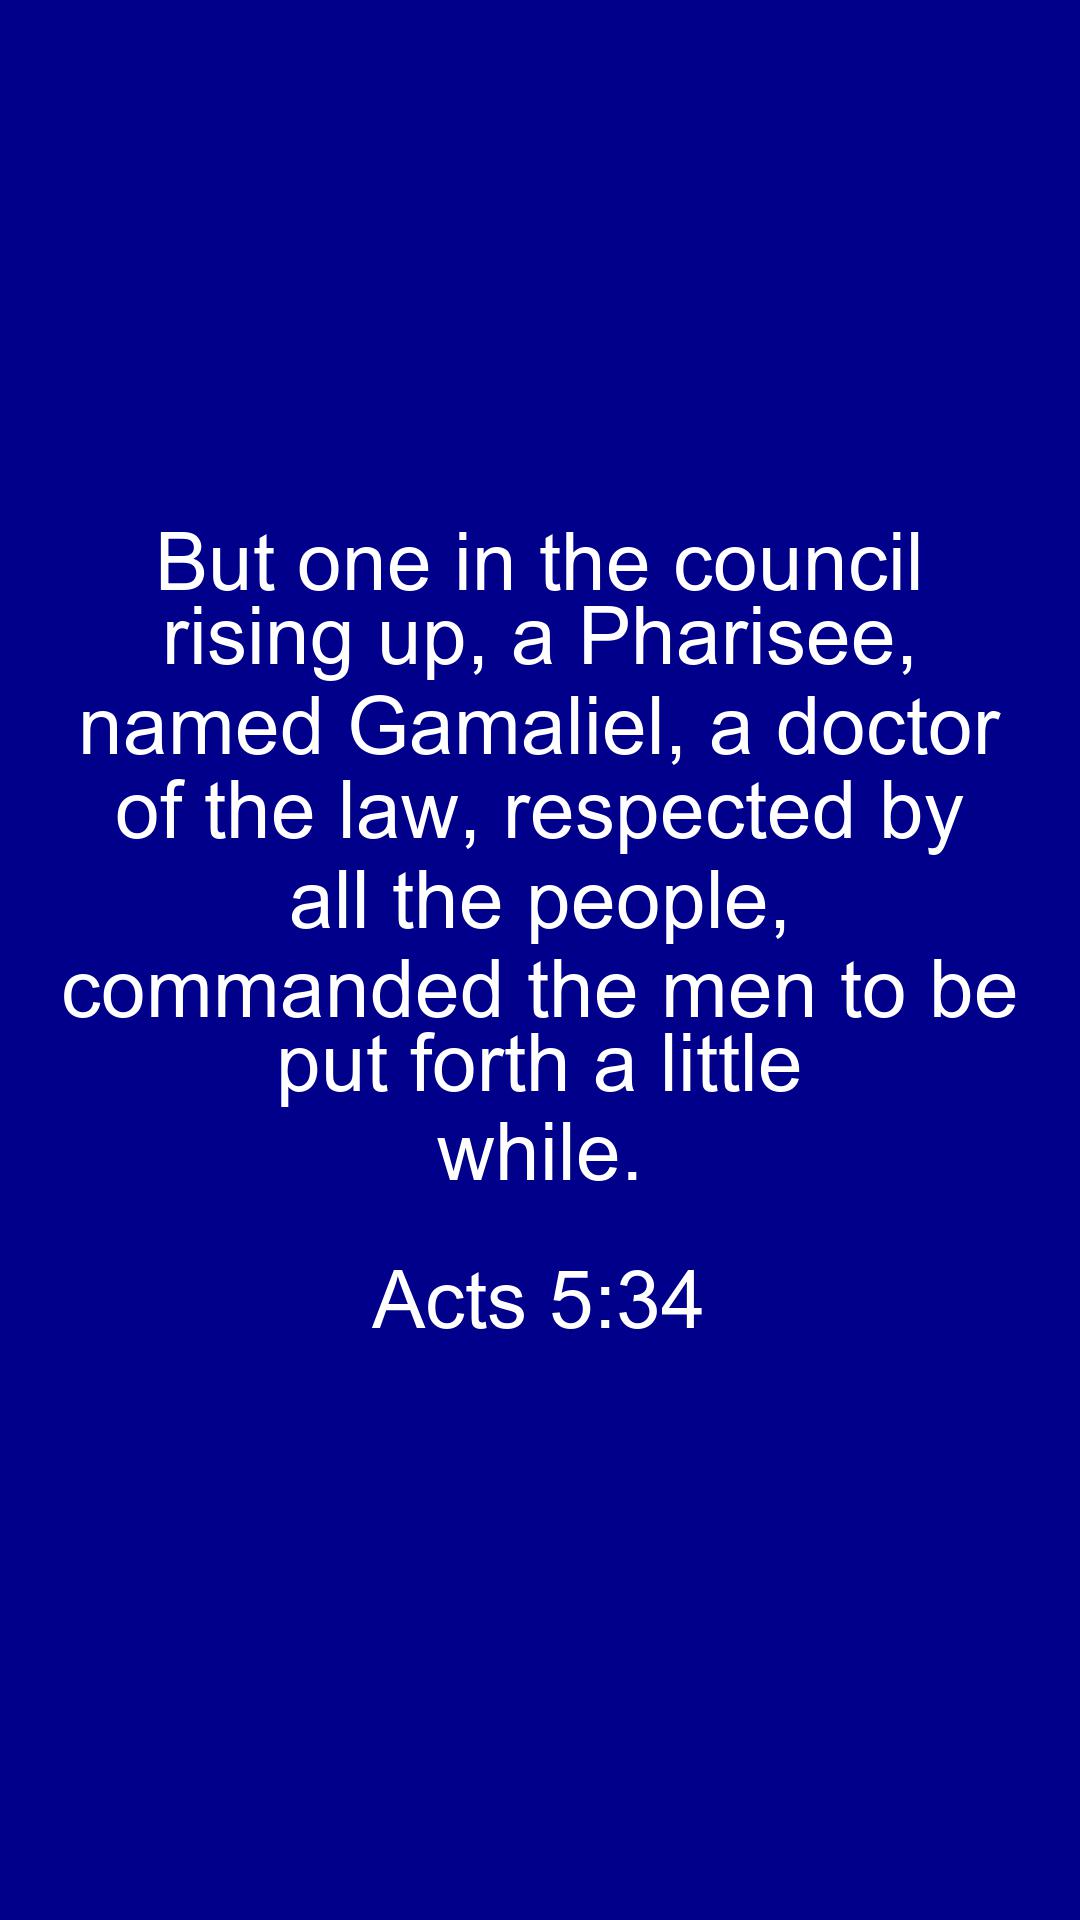 But one in the council
rising up, a Pharisee,
named Gamaliel, a doctor
of the law, respected by
all the people,
commanded the men to be
put forth a little
while.
Acts 5:34